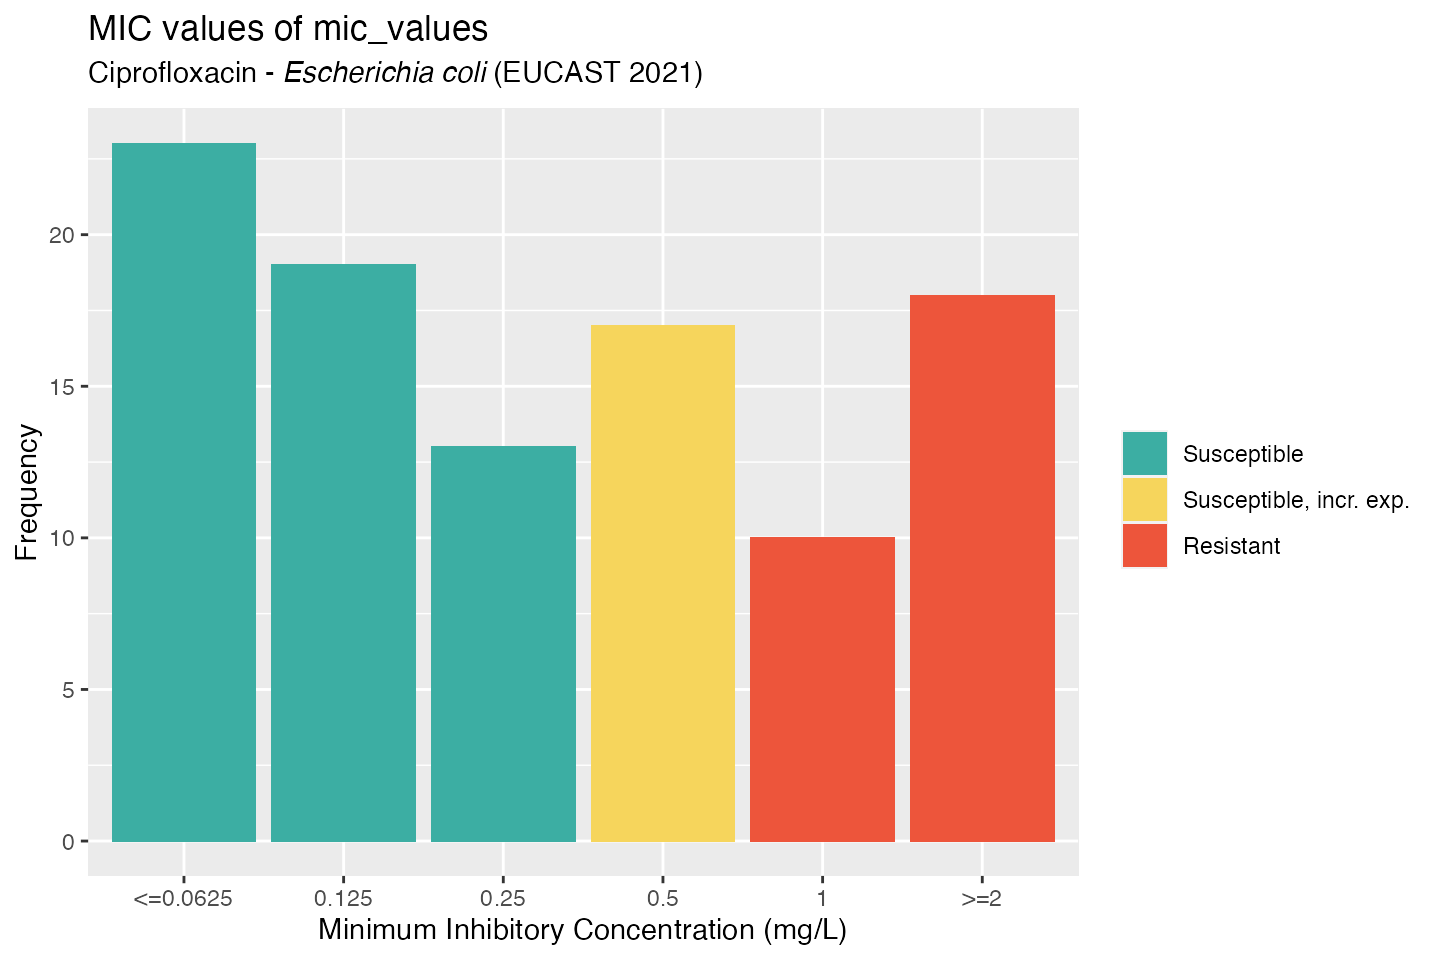 MIC values of mic_values
Ciprofloxacin - Escherichia coli (EUCAST 2021)
Frequency
20
15
10
5
0
<=0.0625 0.125 0.25 0.5 1 >=2
Minimum Inhibitory Concentration (mg/L)
Susceptible
Susceptible, incr. exp.
Resistant